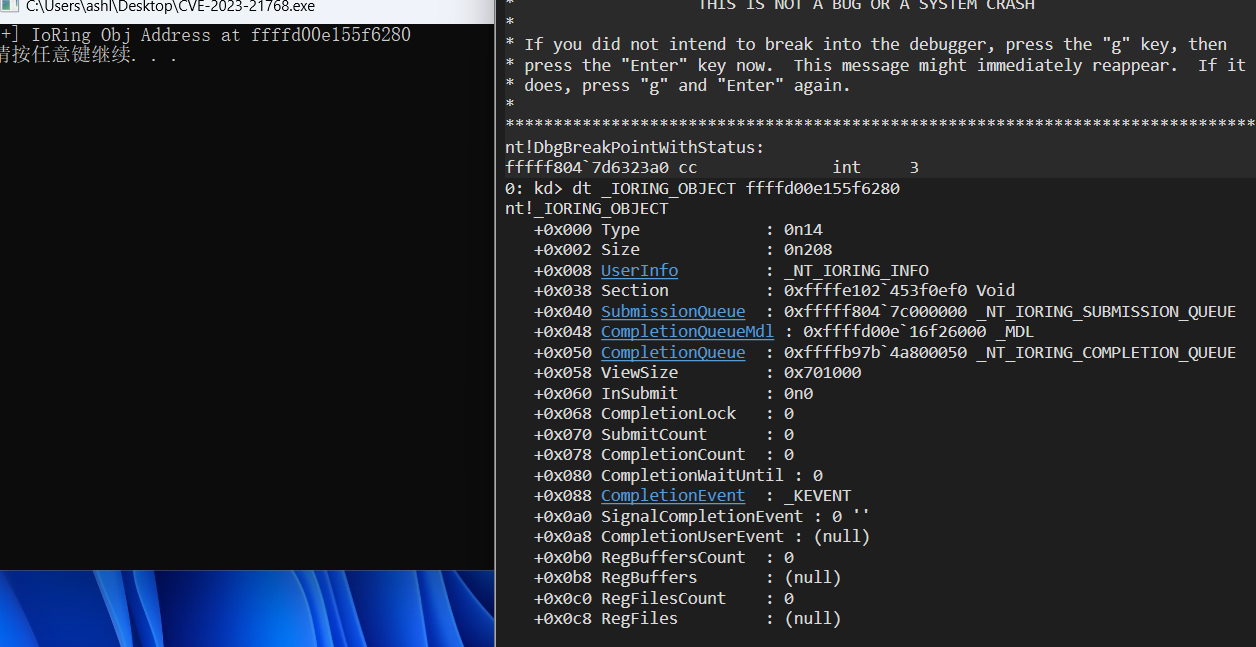 C:\Users\ashl\Desktop\CVE-2023-21768.exe
+] IoRing Obj Address at ffffd00e155f6280
请按任意键继续. . .
* THIS IS NOT A BUG OR A SYSTEM CRASH
*
* If you did not intend to break into the debugger, press the "g" key, then
* press the "Enter" key now.  This message might immediately reappear.  If it
* does, press "g" and "Enter" again.
*
*******************************************************************************
nt!DbgBreakPointWithStatus:
fffff804`7d6323a0 cc              int     3
0: kd> dt _IORING_OBJECT ffffd00e155f6280
nt!_IORING_OBJECT
+0x000 Type             : 0n14
+0x002 Size             : 0n208
+0x008 UserInfo         : _NT_IORING_INFO
+0x038 Section          : 0xffffe102`453f0ef0 Void
+0x040 SubmissionQueue  : 0xfffff804`7c000000 _NT_IORING_SUBMISSION_QUEUE
+0x048 CompletionQueueMdl : 0xffffd00e`16f26000 _MDL
+0x050 CompletionQueue  : 0xffffb97b`4a800050 _NT_IORING_COMPLETION_QUEUE
+0x058 ViewSize         : 0x701000
+0x060 InSubmit         : 0n0
+0x068 CompletionLock   : 0
+0x070 SubmitCount      : 0
+0x078 CompletionCount  : 0
+0x080 CompletionWaitUntil : 0
+0x088 CompletionEvent  : _KEVENT
+0x0a0 SignalCompletionEvent : 0 ''
+0x0a8 CompletionUserEvent : (null)
+0x0b0 RegBuffersCount  : 0
+0x0b8 RegBuffers       : (null)
+0x0c0 RegFilesCount    : 0
+0x0c8 RegFiles         : (null)